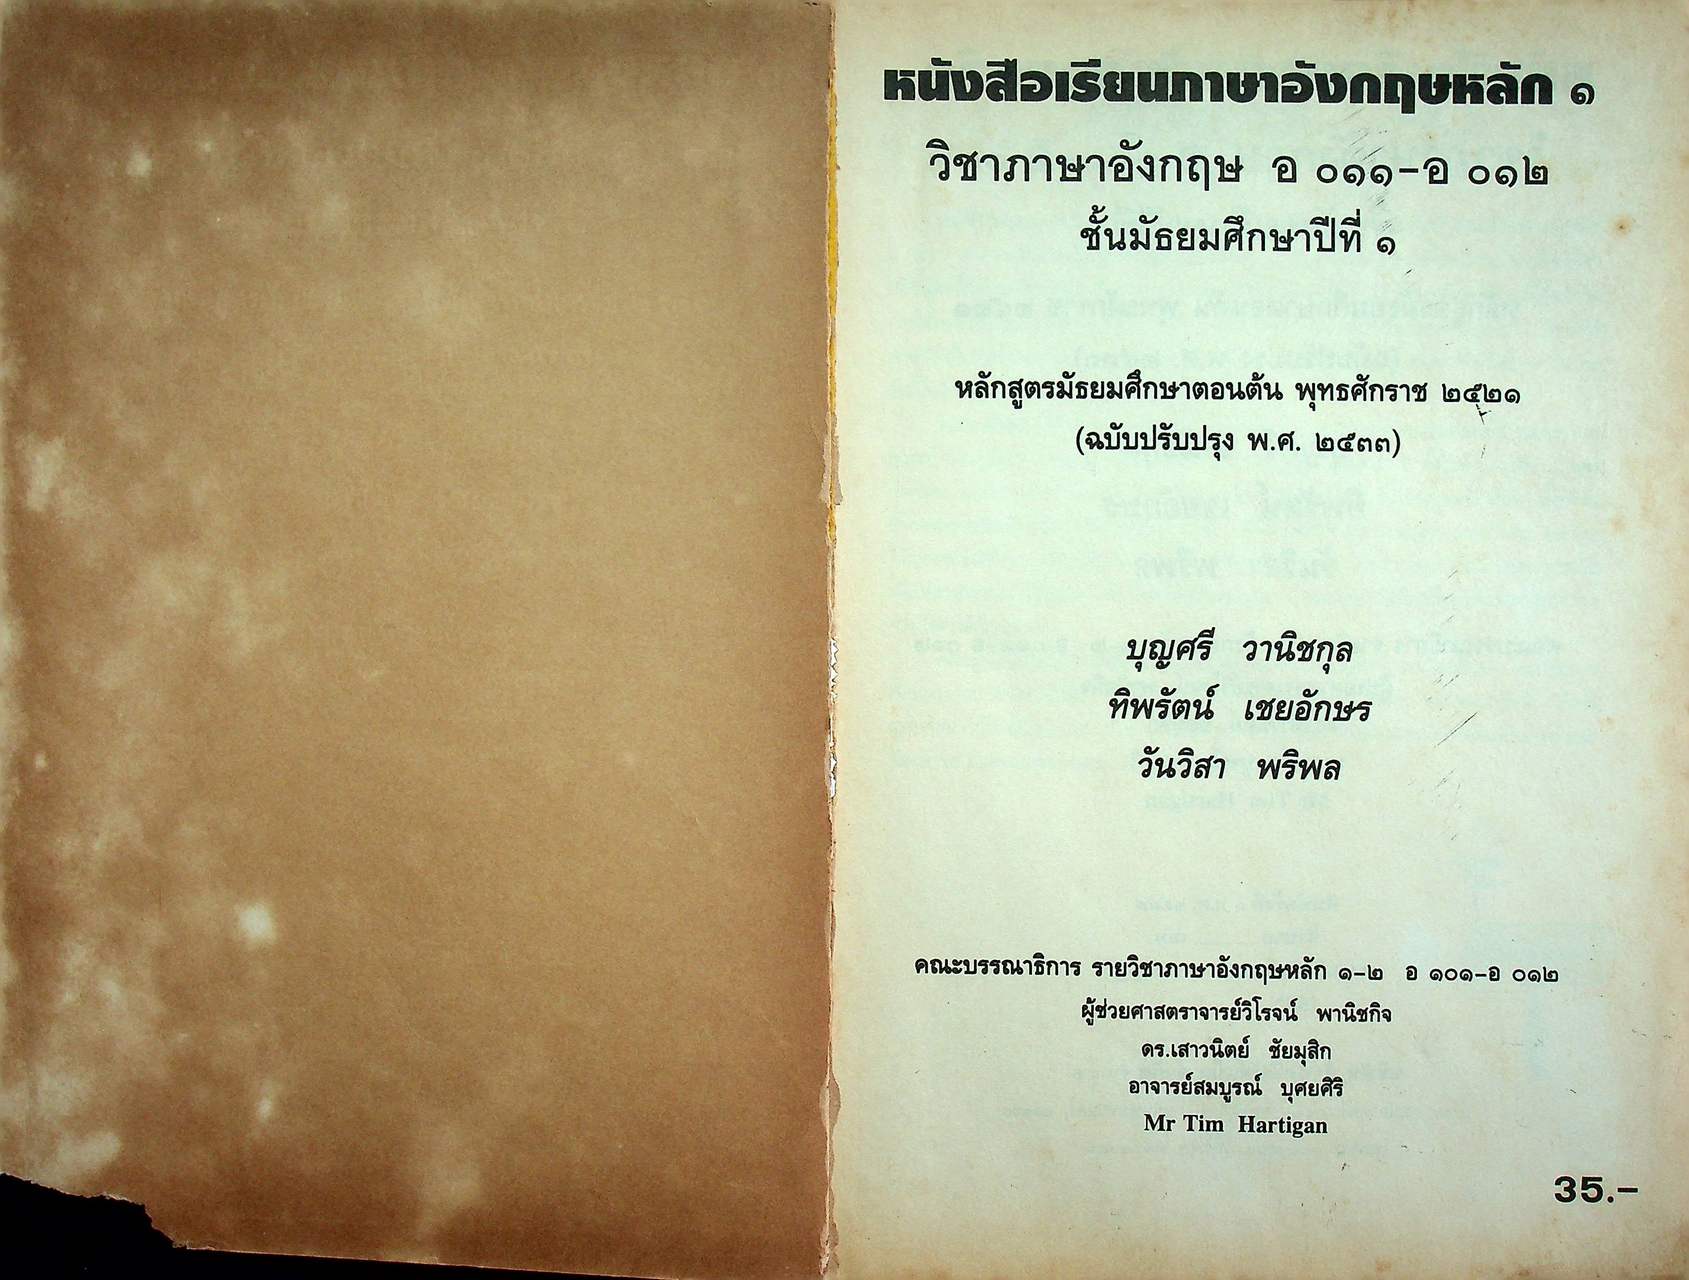 หนังสือเรียนภาษาอังกฤษหลัก ๑
วิชาภาษาอังกฤษ อ ๐๑๑-อ ๐๑๒
ชั้นมัธยมศึกษาปีที่ ๑
หลักสูตรมัธยมศึกษาตอนต้น พุทธศักราช ๒๕๒๑
(ฉบับปรับปรุง พ.ศ. ๒๕๓๓)
บุญศรี วานิชกุล
ทิพรัตน์ เชยอักษร
วันวิสา พริพล
คณะบรรณาธิการ รายวิชาภาษาอังกฤษหลัก ๑-๒ อ ๑๐๑-อ ๐๑๒
ผู้ช่วยศาสตราจารย์วิโรจน์ พานิชกิจ
ดร.เสาวนิตย์ ชัยมุสิก
อาจารย์สมบูรณ์ บุศยศิริ
Mr Tim Hartigan
35.-